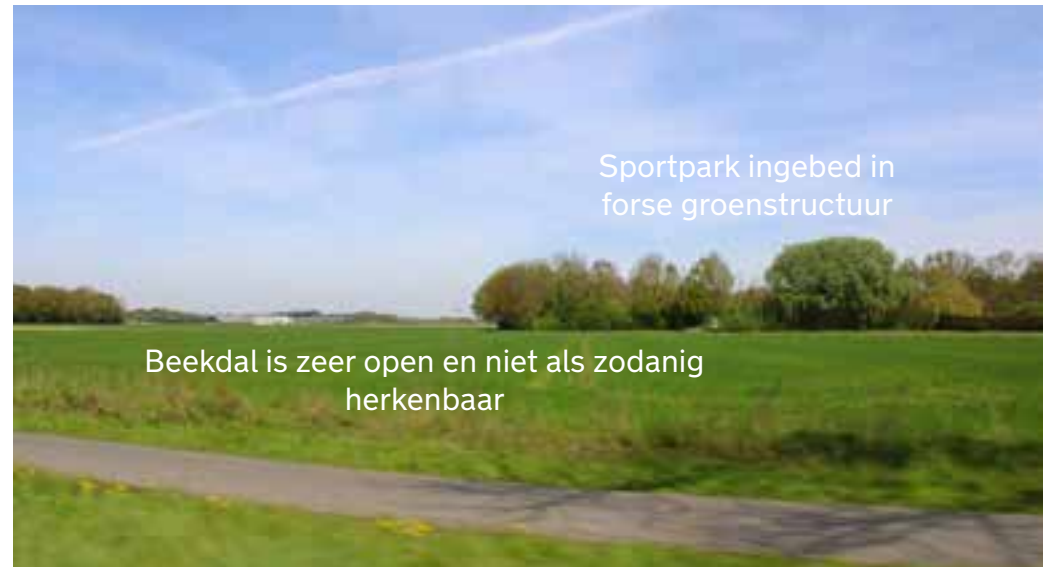 Sportpark ingebed in
forse groenstructuur
Beekdal is zeer open en niet als zodanig
herkenbaar